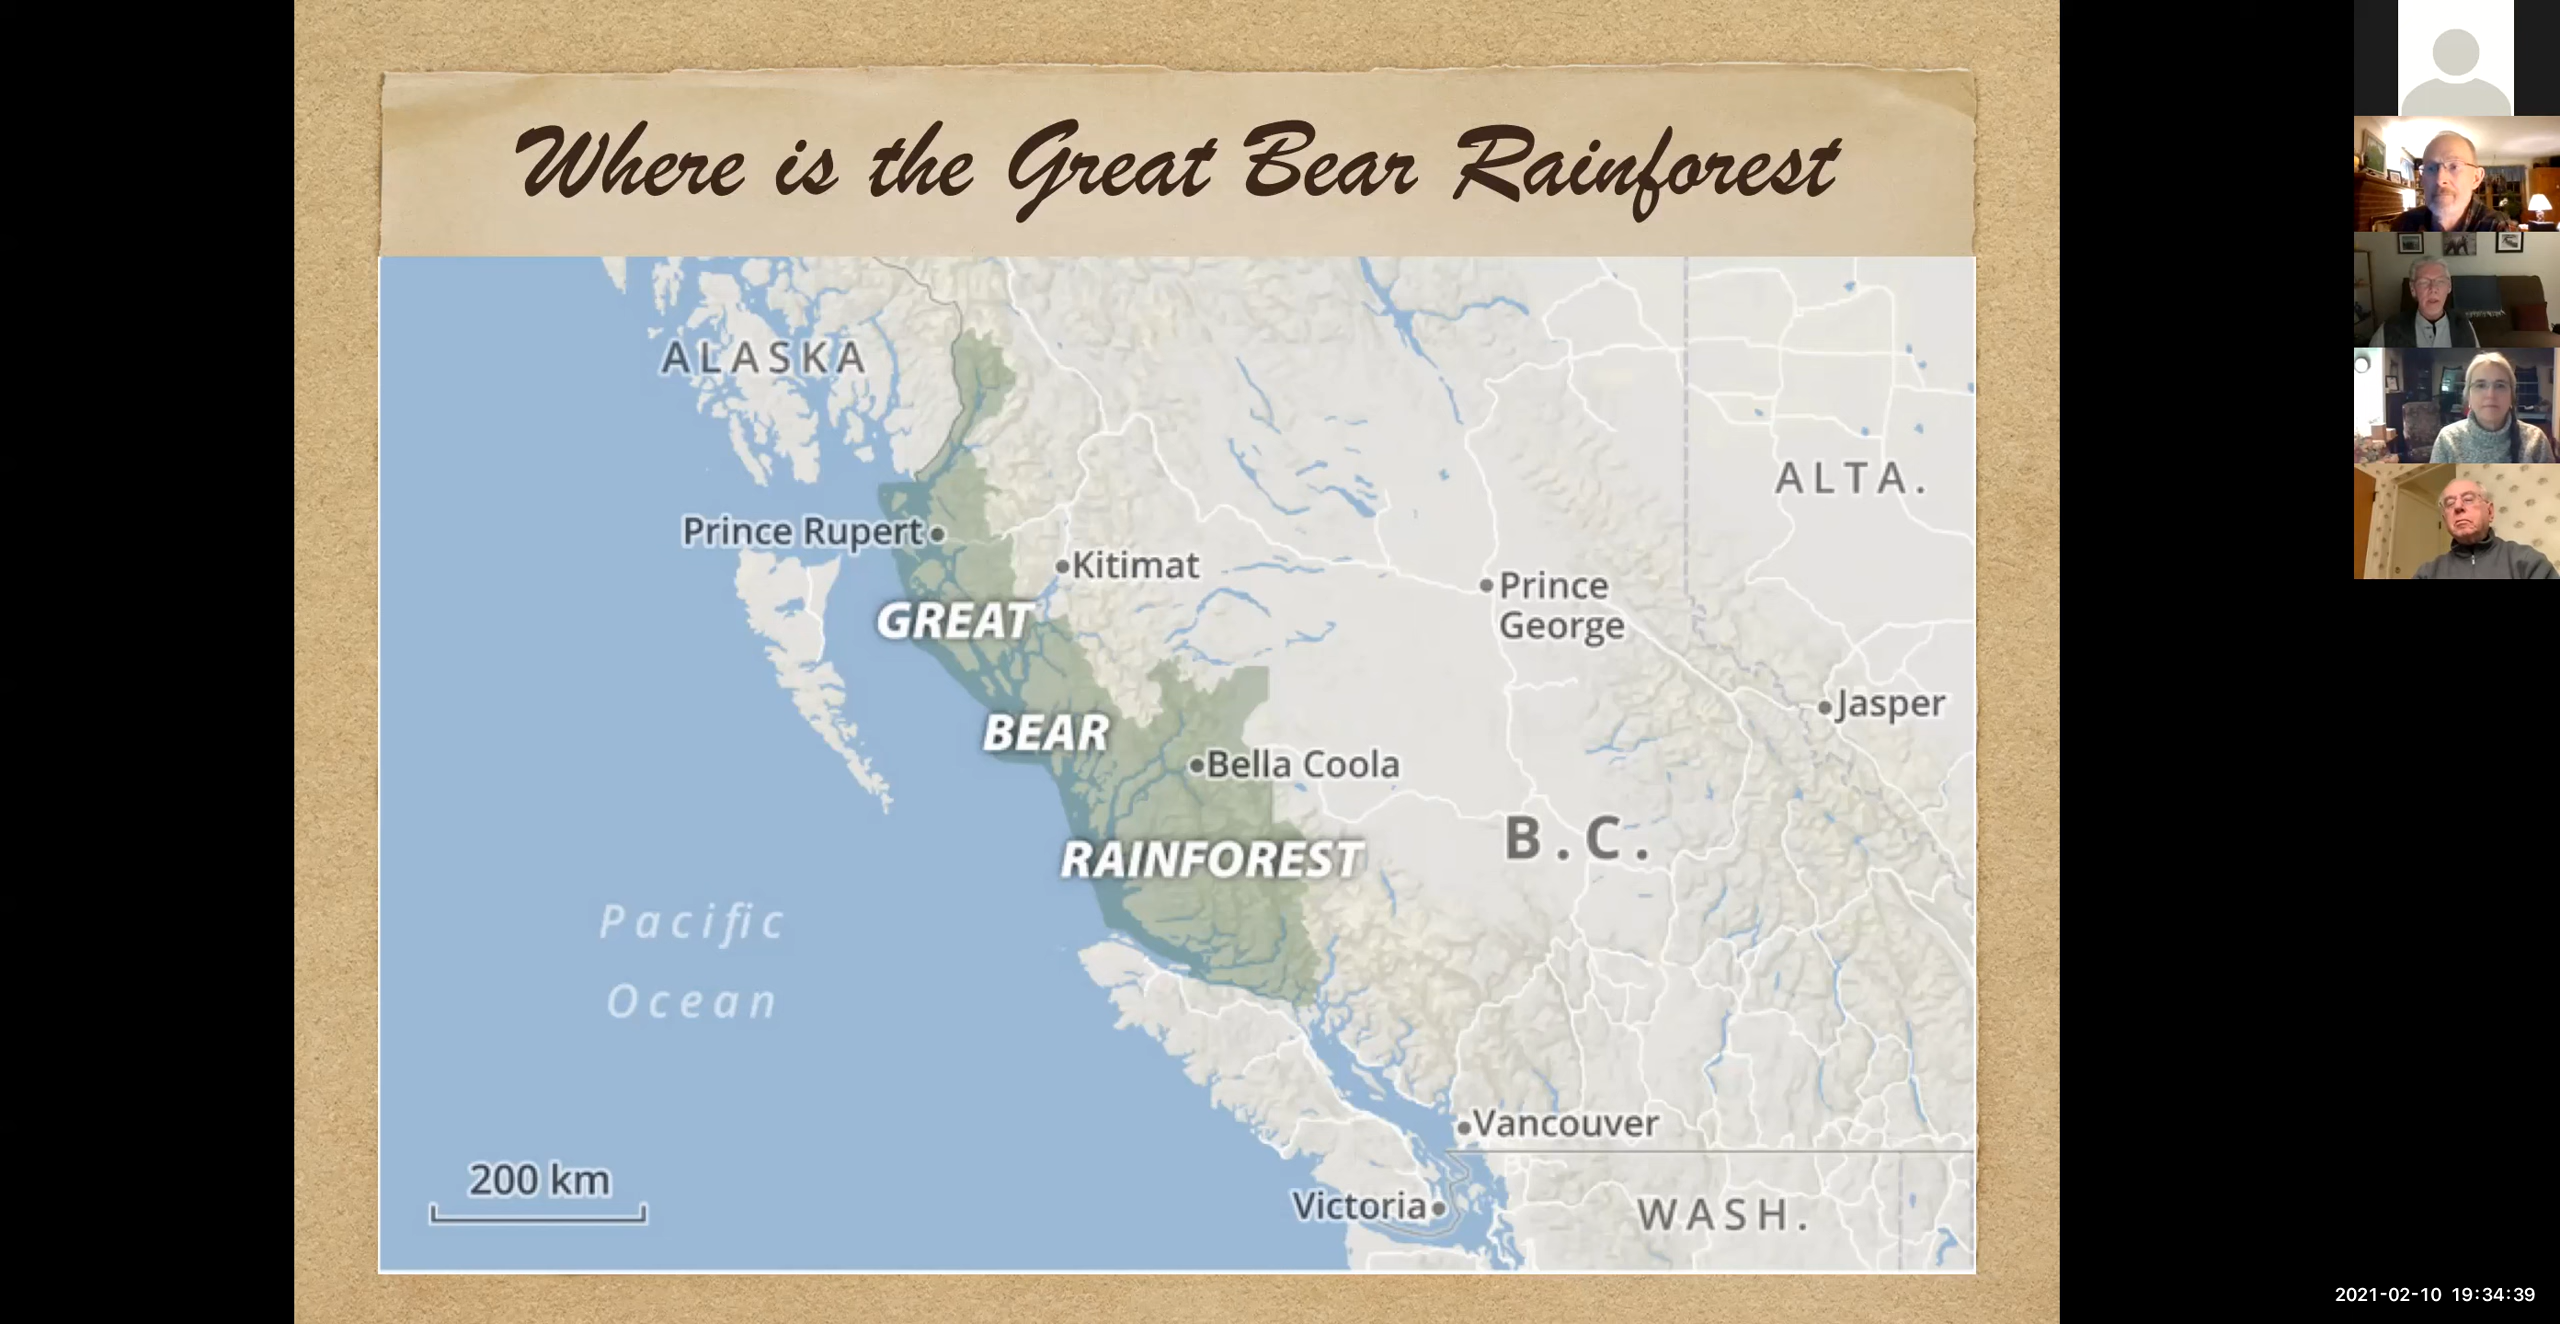 Where is the Great Bear Rainforest
ALASKA
ALTA.
Prince Rupert
Kitimat
Prince
George
GREAT
Jasper
BEAR
Bella Coola
B.C.
RAINFOREST
Pacific
Ocean
Vancouver
200 km
Victoria
WASH.
2021-02-10 19:34:39